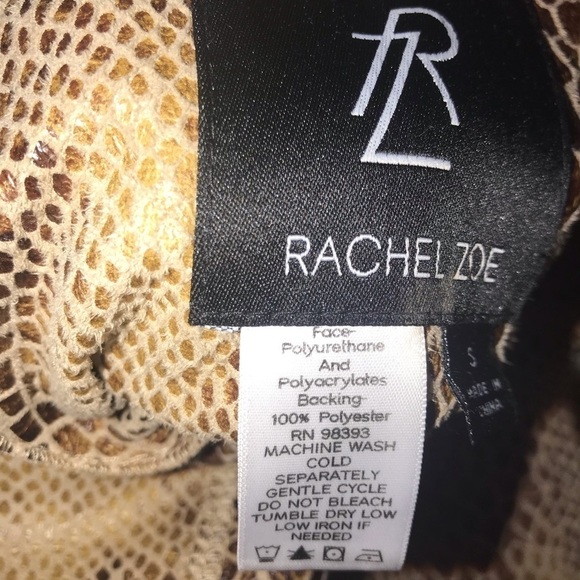 RZ
RACHEL ZOE
S
MADE IN
CHINA
Face-
Polyurethane
And
Polyacrylates
Backing-
100% Polyester
RN 98393
MACHINE WASH
COLD
SEPARATELY
GENTLE CYCLE
DO NOT BLEACH
TUMBLE DRY LOW
LOW IRON IF
NEEDED